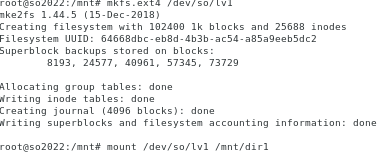 root@so2022:/mnt# mkfs.ext4 /dev/so/lv1
mke2fs 1.44.5 (15-Dec-2018)
Creating filesystem with 102400 1k blocks and 25688 inodes
Filesystem UUID: 64668dbc-eb8d-4b3b-ac54-a85a9eeb5dc2
Superblock backups stored on blocks:
8193, 24577, 40961, 57345, 73729
Allocating group tables: done
Writing inode tables: done
Creating journal (4096 blocks): done
Writing superblocks and filesystem accounting information: done
root@so2022:/mnt# mount /dev/so/lv1 /mnt/dir1